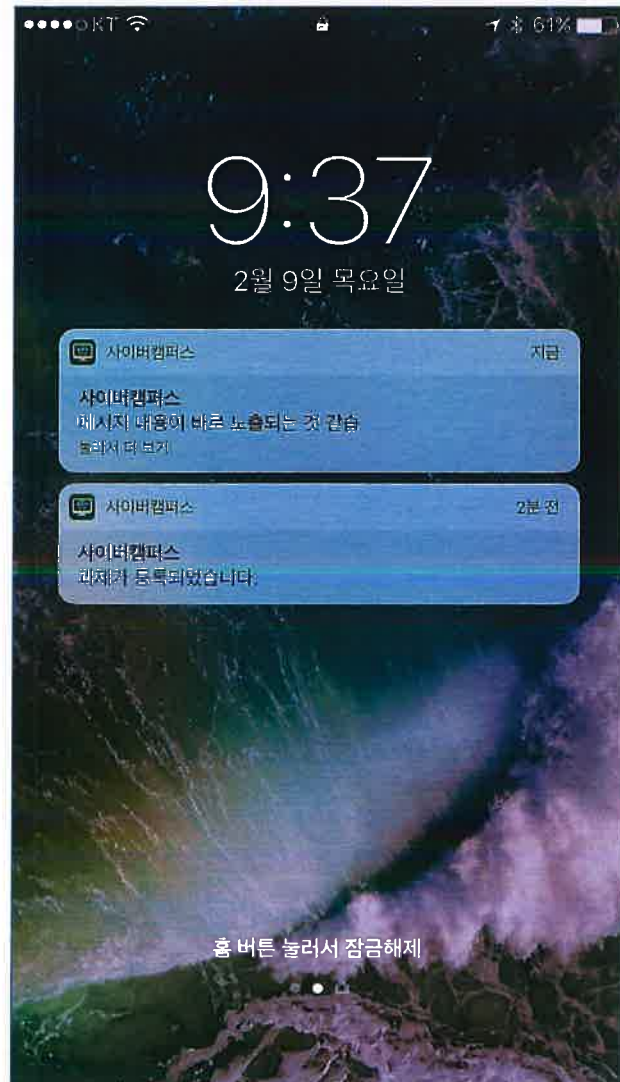 KT 61%
9:37
2월 9일 목요일
사이버캠퍼스 지금
사이버캠퍼스
메시지 내용이 바로 노출되는 것 같습
눌러서 더 보기
사이버캠퍼스 2분 전
사이버캠퍼스
과제가 등록되었습니다.
홈 버튼 눌러서 잠금해제